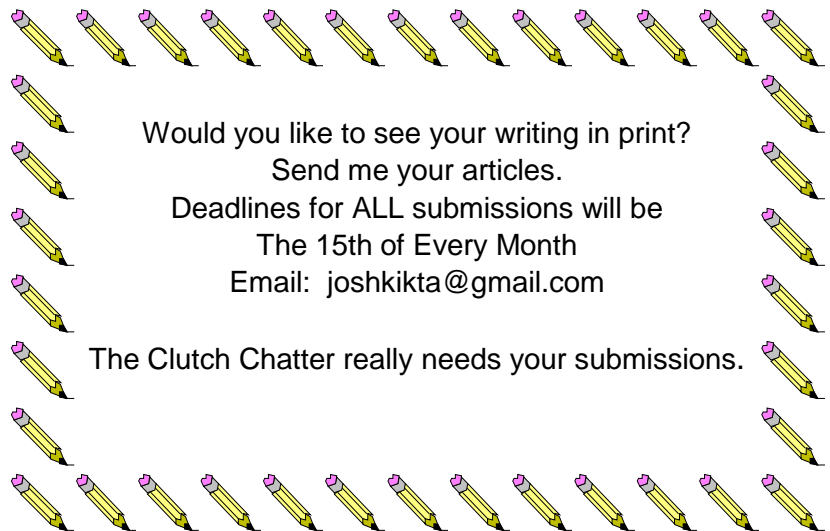 Would you like to see your writing in print?
Send me your articles.
Deadlines for ALL submissions will be
The 15th of Every Month
Email:  joshkikta@gmail.com
The Clutch Chatter really needs your submissions.